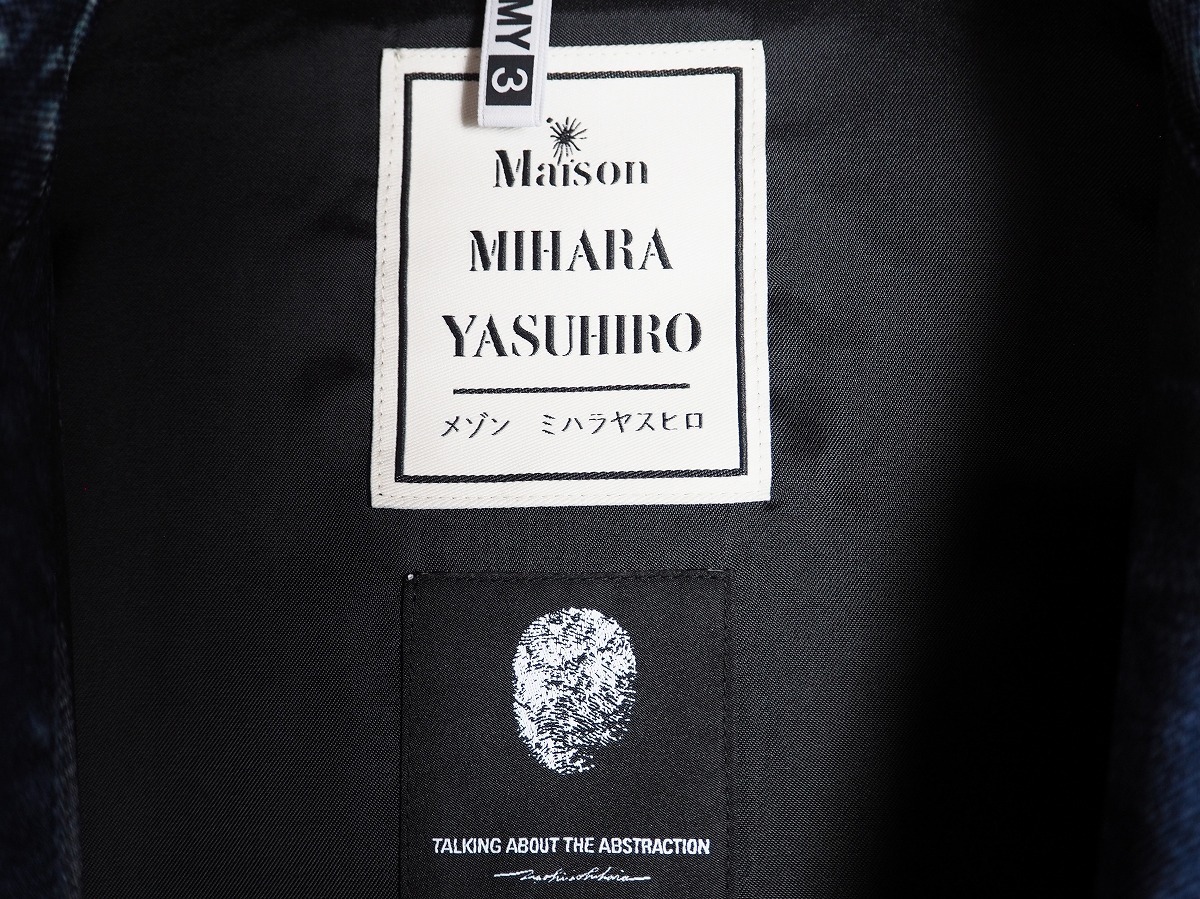 MY 3
Maison
MIHARA
YASUHIRO
メゾン ミハラヤスヒロ
TALKING ABOUT THE ABSTRACTION